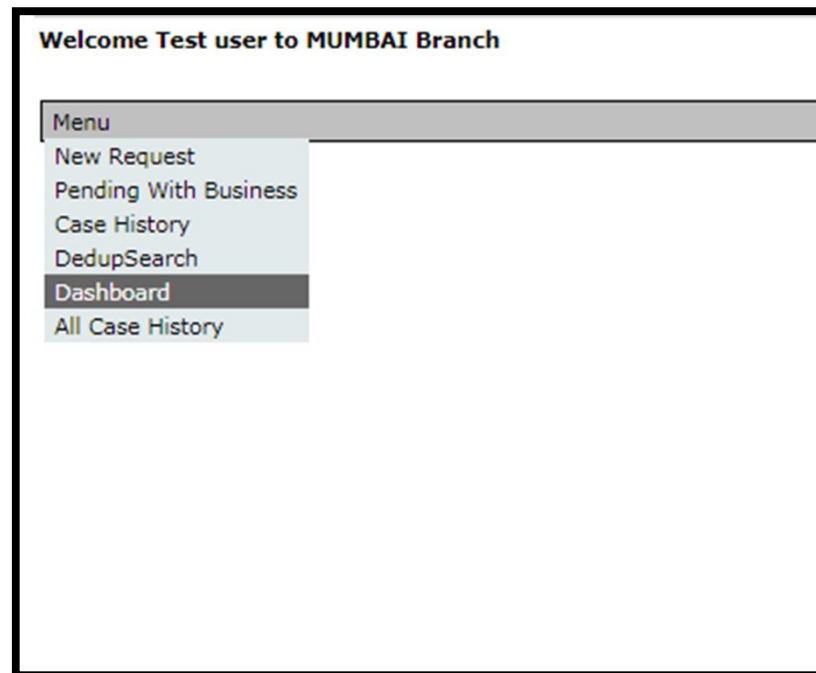 Welcome Test user to MUMBAI Branch
Menu
New Request
Pending With Business
Case History
DedupSearch
Dashboard
All Case History